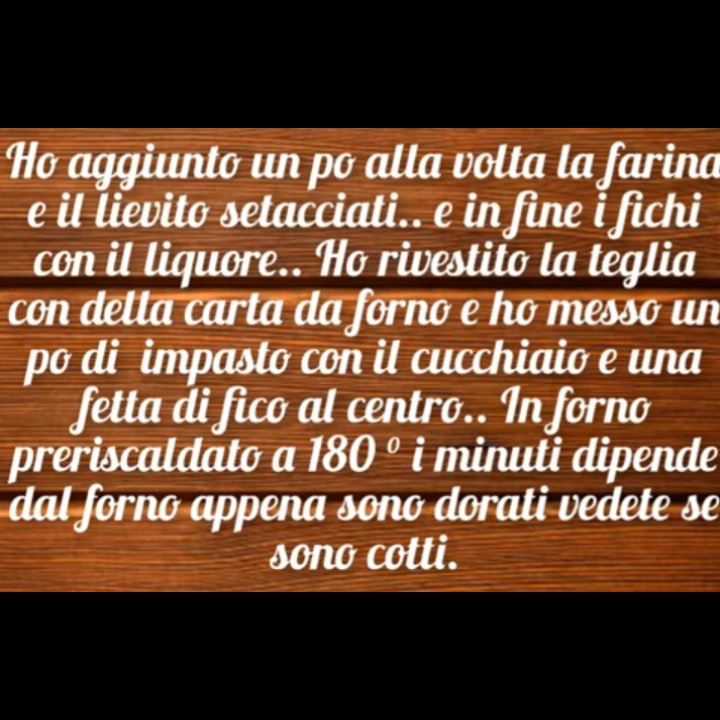 Ho aggiunto un po alla volta la farina
e il lievito setacciati.. e in fine i fichi
con il liquore.. Ho rivestito la teglia
con della carta da forno e ho messo un
po di impasto con il cucchiaio e una
fetta di fico al centro.. In forno
preriscaldato a 180 º i minuti dipende
dal forno appena sono dorati vedete se
sono cotti.